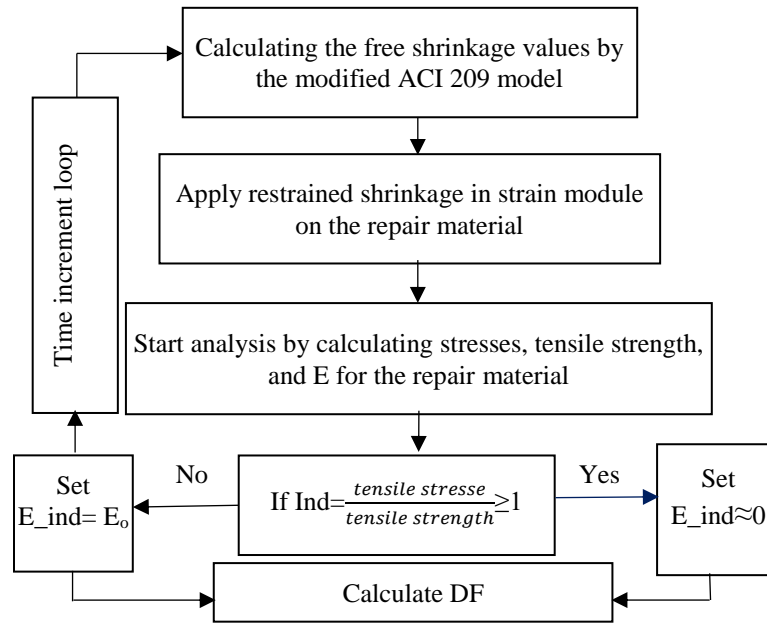 Calculating the free shrinkage values by
the modified ACI 209 model
Time increment loop
Apply restrained shrinkage in strain module
on the repair material
Start analysis by calculating stresses, tensile strength,
and E for the repair material
Set
E_ind= Eₒ
No
If Ind=tensile stresse/tensile strength≥1
Yes
Set
E_ind≈0
Calculate DF